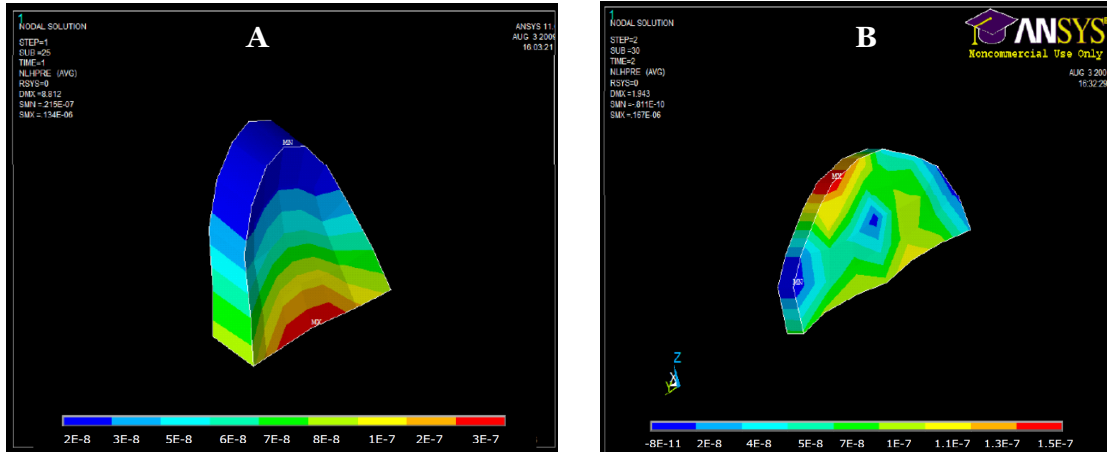 1
NODAL SOLUTION
STEP=1
SUB =25
TIME=1
NLHPRE (AVG)
RSYS=0
DMX =8.812
SMN =.215E-07
SMX =.134E-06
A
ANSYS 11.
AUG 3 200
16:03:21
MN
MX
2E-8 3E-8 5E-8 6E-8 8E-8 1E-7 2E-7 3E-7
1
NODAL SOLUTION
STEP=2
SUB =30
TIME=2
NLHPRE (AVG)
RSYS=0
DMX =1.943
SMN =-.811E-10
SMX =.167E-06
B
ANSYS
Noncommercial Use Only
AUG 3 200
16:32:29
MX
MN
Z
X
Y
-8E-11 2E-8 4E-8 5E-8 7E-8 1E-7 1.1E-7 1.3E-7 1.5E-7